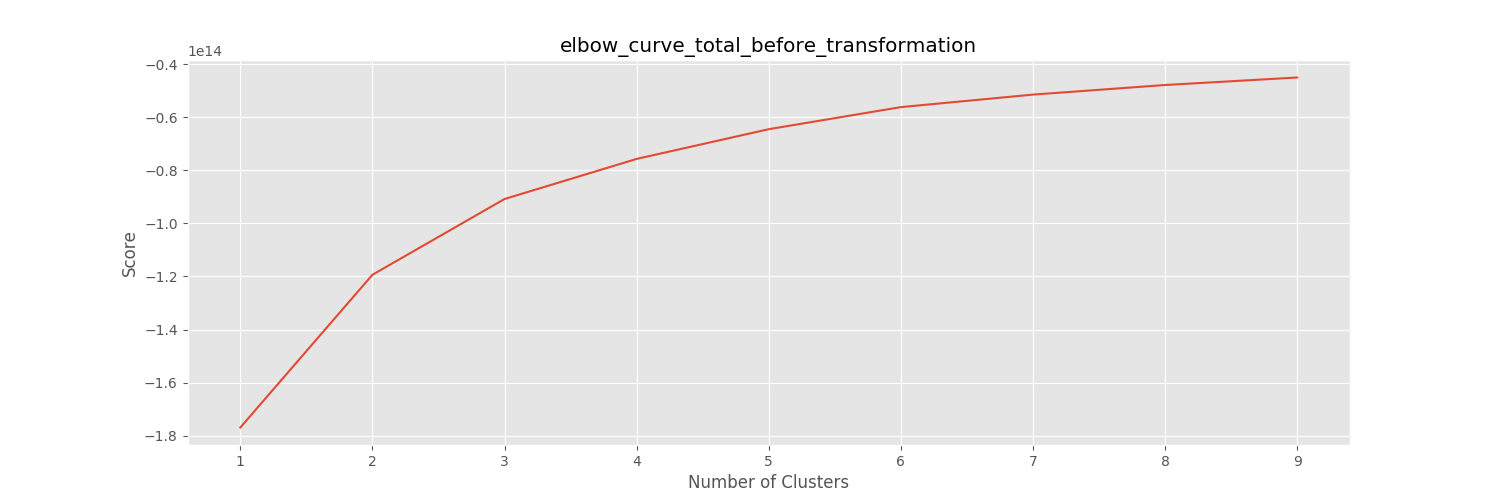 elbow_curve_total_before_transformation
1e14
−0.4
−0.6
−0.8
−1.0
−1.2
−1.4
−1.6
−1.8
Score
1 2 3 4 5 6 7 8 9
Number of Clusters